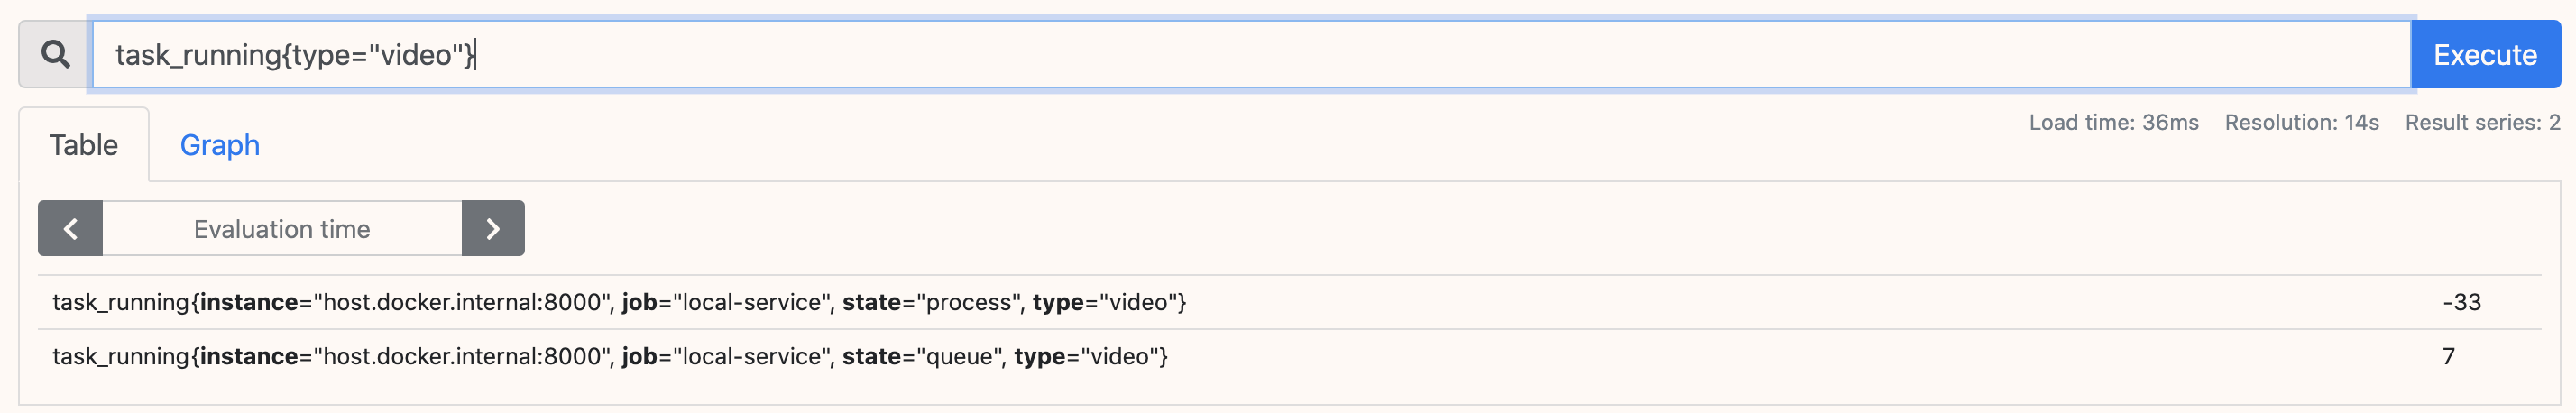 task_running{type="video"}
Execute
Table
Graph
Load time: 36ms Resolution: 14s Result series: 2
Evaluation time
task_running{instance="host.docker.internal:8000", job="local-service", state="process", type="video"} -33
task_running{instance="host.docker.internal:8000", job="local-service", state="queue", type="video"} 7